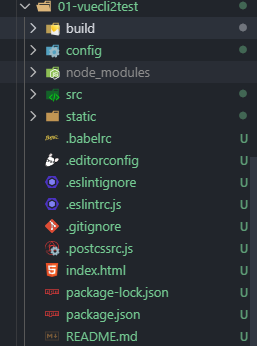 01-vuecli2test
build
config
node_modules
src
static
.babelrc
.editorconfig U
.eslintignore U
.eslintrc.js U
.gitignore U
.postcssrc.js U
index.html U
package-lock.json U
package.json U
README.md U